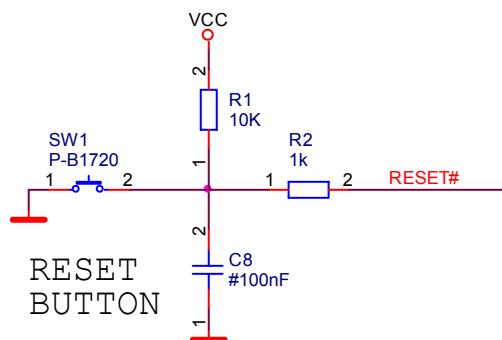 VCC
2
R1
10K
1
SW1
P-B1720
1
2
R2
1k
1
2
RESET#
2
C8
#100nF
1
RESET
BUTTON